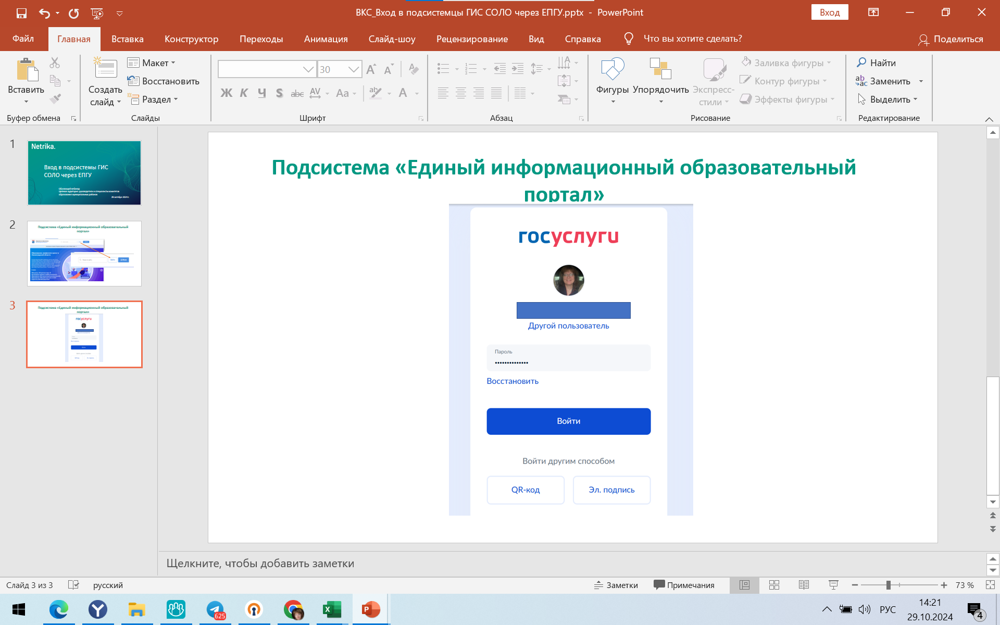 ВКС_Вход в подсистемцы ГИС СОЛО через ЕПГУ.pptx - PowerPoint
Вход
Файл
Главная
Вставка
Конструктор
Переходы
Анимация
Слайд-шоу
Рецензирование
Вид
Справка
Что вы хотите сделать?
Поделиться
Вставить
Создать
слайд
Макет
Восстановить
Раздел
30
Ж К Ч S abc AV Aa A
Фигуры
Упорядочить
Экспресс-
стили
Заливка фигуры
Контур фигуры
Эффекты фигуры
Найти
Заменить
Выделить
Буфер обмена
Слайды
Шрифт
Абзац
Рисование
Редактирование
1
Netrika.
Вход в подсистемы ГИС
СОЛО через ЕПГУ
2
Подсистема «Единый информационный образовательный
портал»
3
Подсистема «Единый информационный образовательный
портал»
госуслуги
Подсистема «Единый информационный образовательный
портал»
госуслуги
Другой пользователь
Пароль
••••••••••••••
Восстановить
Войти
Войти другим способом
QR-код
Эл. подпись
Щелкните, чтобы добавить заметки
Слайд 3 из 3
русский
Заметки
Примечания
73 %
625
РУС
14:21
29.10.2024
4